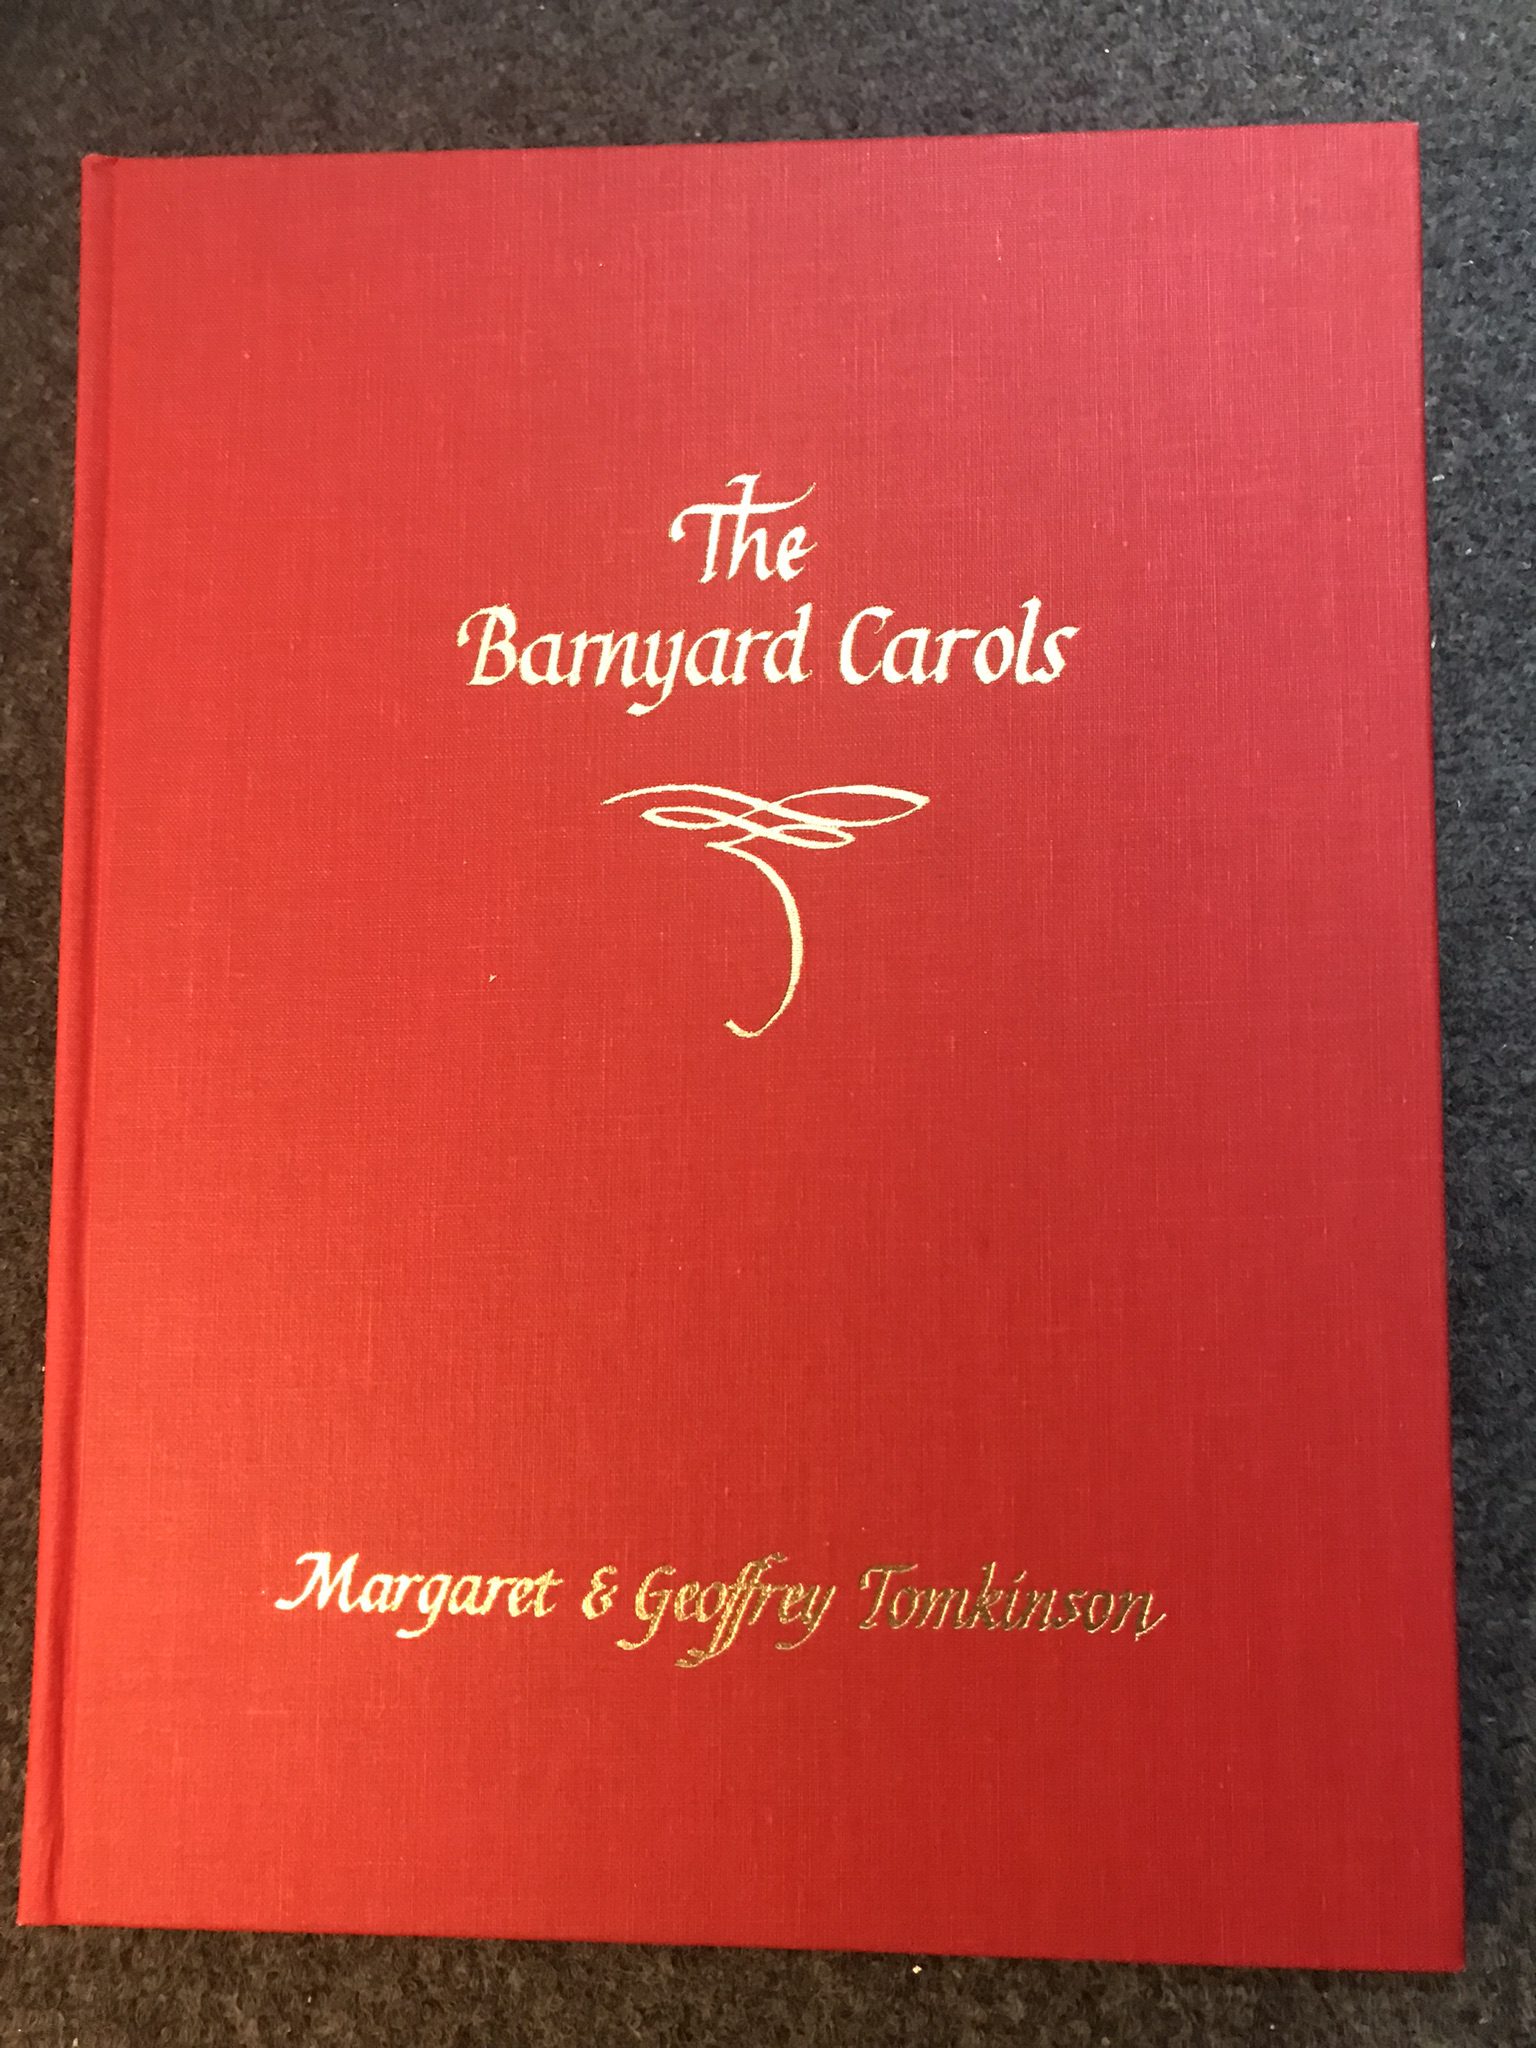 The
Barnyard Carols
Margaret & Geoffrey Tomkinson